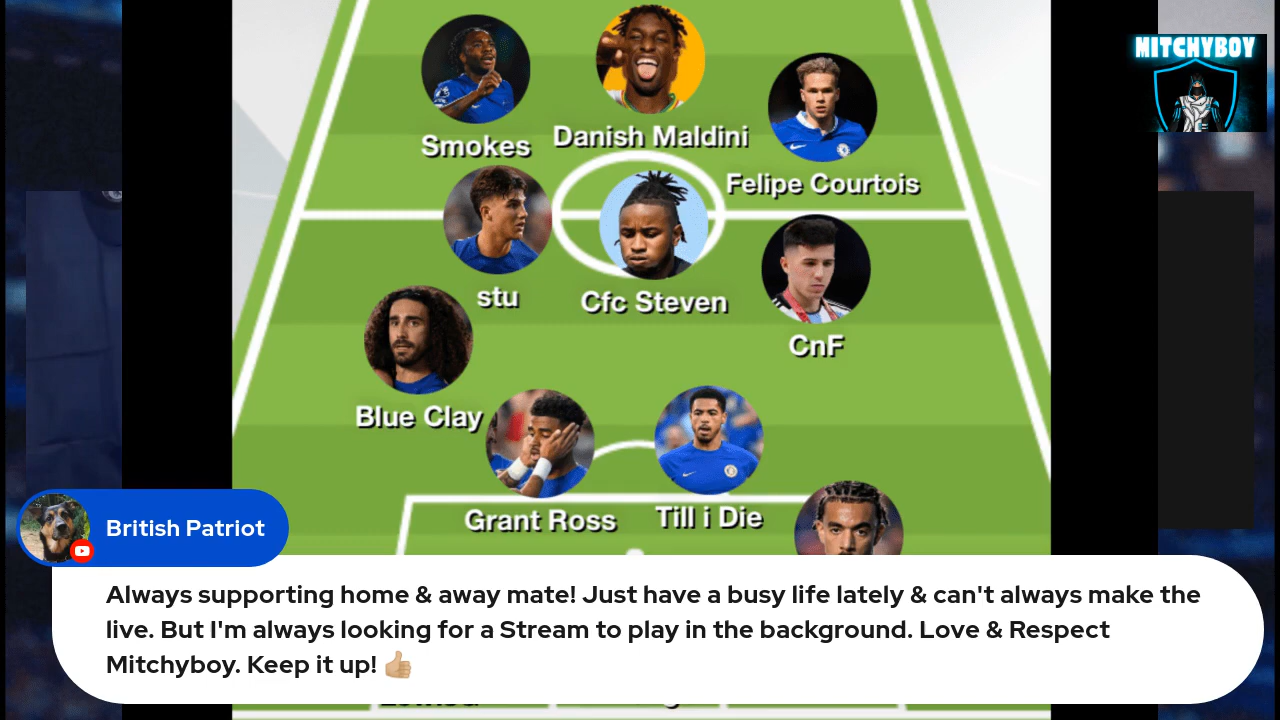 MITCHYBOY
Smokes
Danish Maldini
Felipe Courtois
stu
Cfc Steven
CnF
Blue Clay
Grant Ross
Till i Die
British Patriot
Always supporting home & away mate! Just have a busy life lately & can't always make the
live. But I'm always looking for a Stream to play in the background. Love & Respect
Mitchyboy. Keep it up! 👍🏼